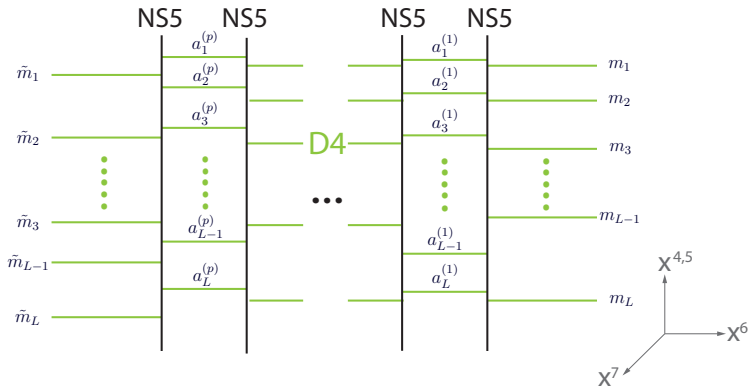 NS5 NS5 NS5 NS5
a_1^{(p)} a_1^{(1)}
m̃_1 a_2^{(p)} a_2^{(1)} m_1
m_2
a_3^{(p)} a_3^{(1)}
m̃_2 D4 m_3
...
m̃_3 a_{L-1}^{(p)} a_{L-1}^{(1)} m_{L-1}
m̃_{L-1}
a_L^{(p)} a_L^{(1)} m_L
m̃_L
x^{4,5}
x^6
x^7